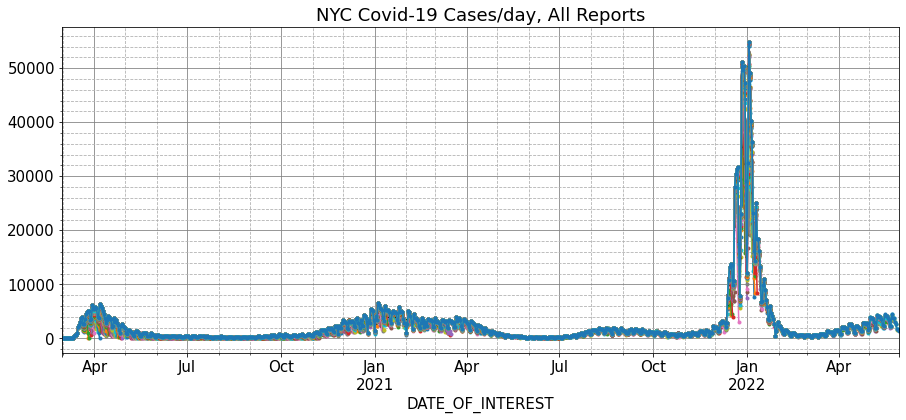 NYC Covid-19 Cases/day, All Reports
50000
40000
30000
20000
10000
0
Apr Jul Oct Jan Apr Jul Oct Jan Apr
2021 2022
DATE_OF_INTEREST